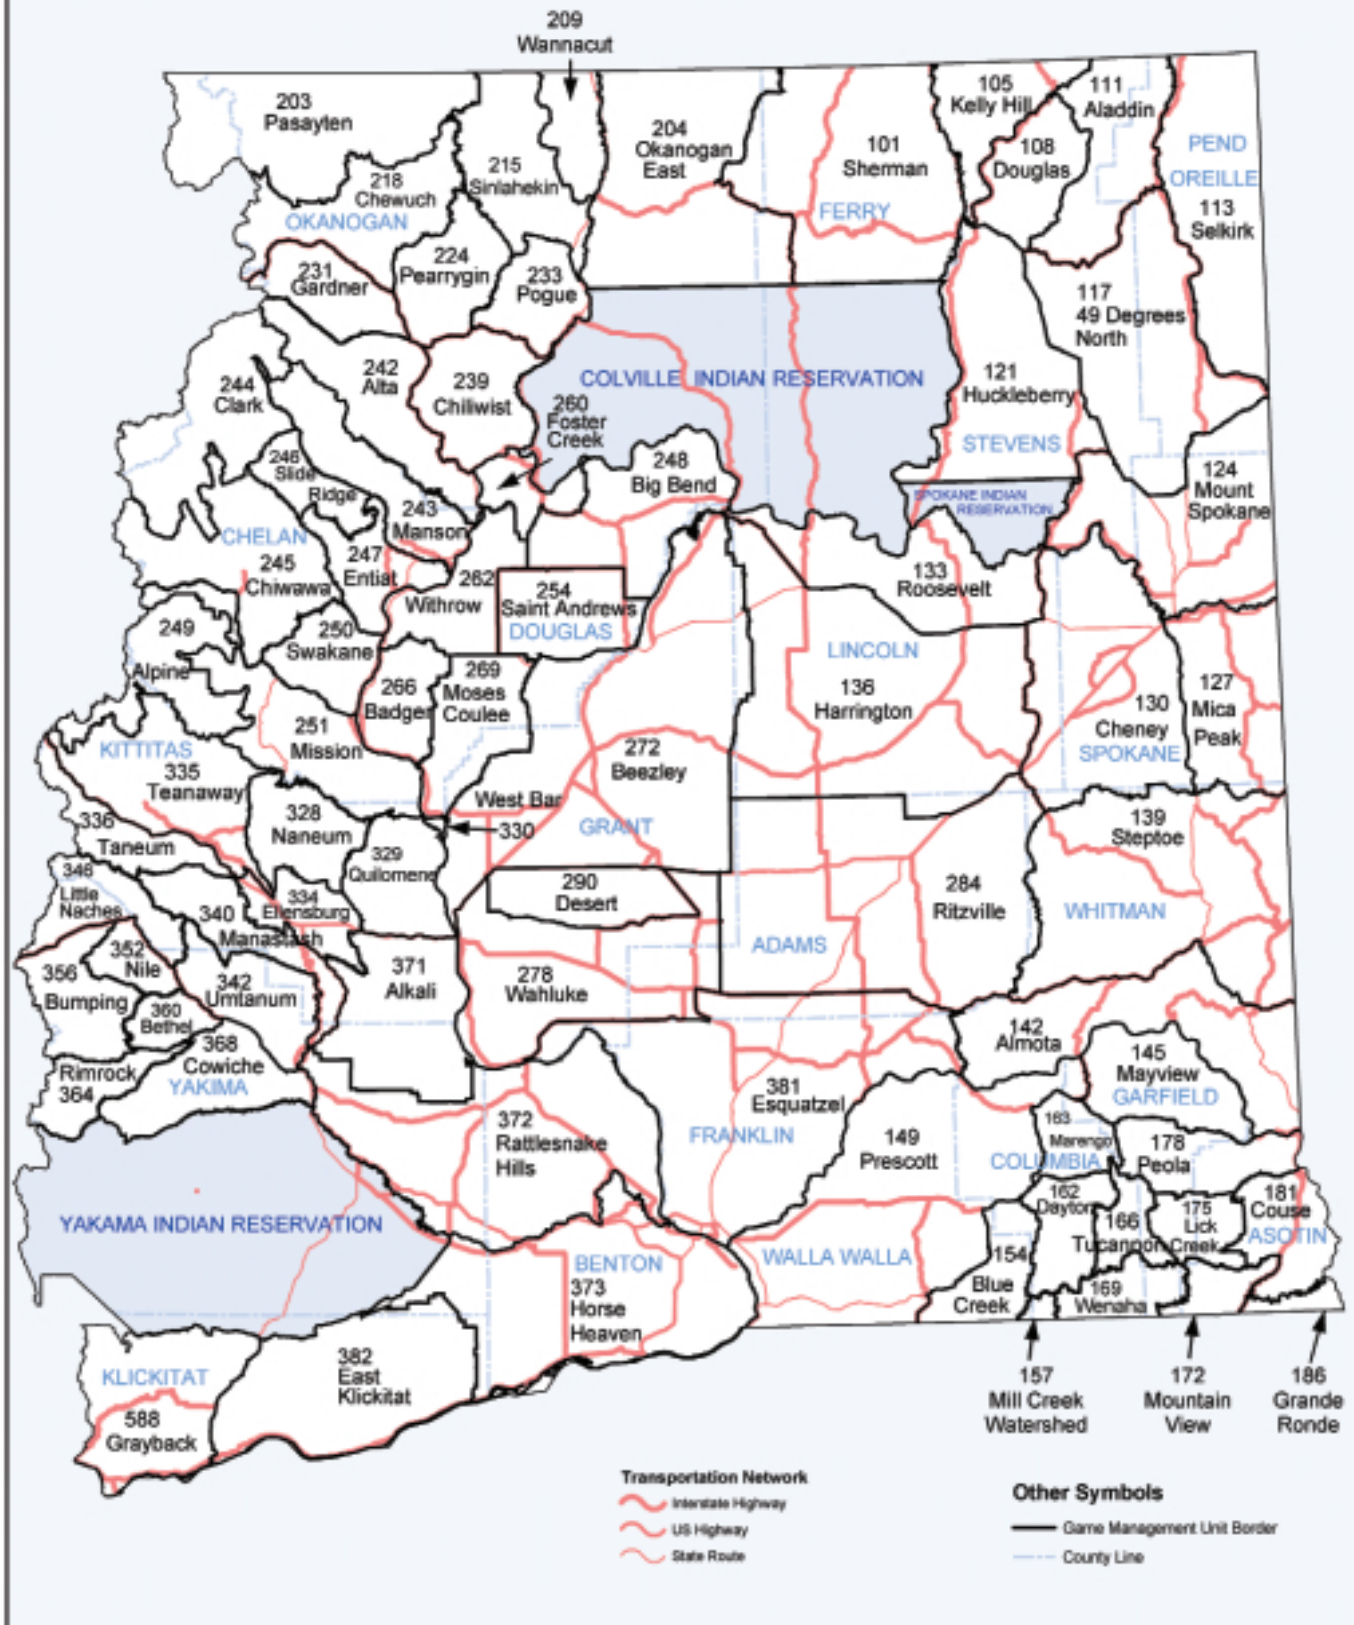 209
Wannacut
203
Pasayten
204
Okanogan
East
101
Sherman
105
Kelly Hill
111
Aladdin
108
Douglas
PEND
OREILLE
113
Selkirk
215
Sinlahekin
218
Chewuch
OKANOGAN
FERRY
231
Gardner
224
Pearrygin
233
Pogue
117
49 Degrees
North
242
Alta
239
Chiliwist
COLVILLE INDIAN RESERVATION
121
Huckleberry
STEVENS
244
Clark
260
Foster
Creek
248
Big Bend
246
Slide
Ridge
243
Manson
SPOKANE INDIAN
RESERVATION
124
Mount
Spokane
CHELAN
245
Chiwawa
247
Entiat
262
Withrow
254
Saint Andrews
DOUGLAS
133
Roosevelt
249
Alpine
250
Swakane
266
Badger
269
Moses
Coulee
LINCOLN
136
Harrington
130
Cheney
SPOKANE
127
Mica
Peak
251
Mission
KITTITAS
335
Teanaway
272
Beezley
West Bar
330
GRANT
328
Naneum
336
Taneum
329
Quilomene
139
Steptoe
346
Little
Naches
340
Manastash
334
Ellensburg
290
Desert
284
Ritzville
WHITMAN
ADAMS
352
Nile
356
Bumping
342
Umtanum
371
Alkali
278
Wahluke
360
Bethel
368
Cowiche
YAKIMA
Rimrock
364
142
Almota
145
Mayview
GARFIELD
381
Esquatzel
FRANKLIN
372
Rattlesnake
Hills
149
Prescott
163
Marengo
COLUMBIA
178
Peola
162
Dayton
166
Tucannon
175
Lick
Creek
181
Couse
ASOTIN
YAKAMA INDIAN RESERVATION
BENTON
373
Horse
Heaven
WALLA WALLA
154
Blue
Creek
169
Wenaha
KLICKITAT
382
East
Klickitat
588
Grayback
157
Mill Creek
Watershed
172
Mountain
View
186
Grande
Ronde
Transportation Network
Interstate Highway
US Highway
State Route
Other Symbols
Game Management Unit Border
County Line